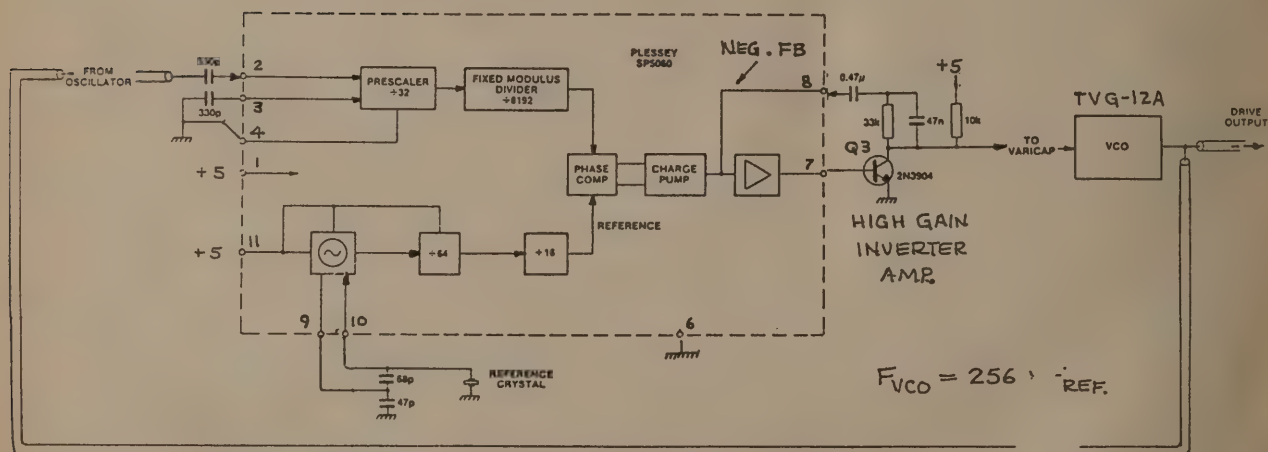 PLESSEY
SP5060
NEG. FB
+5
TVG-12A
FROM
OSCILLATOR
330p
2
3
330p
4
PRESCALER
÷32
FIXED MODULUS
DIVIDER
÷8192
8
0.47µ
33k
47n
10k
TO
VARICAP
VCO
DRIVE
OUTPUT
1
+5
PHASE
COMP
CHARGE
PUMP
7
Q3
2N3904
REFERENCE
HIGH GAIN
INVERTER
AMP.
+5
11
÷64
÷16
9
10
6
68p
47p
REFERENCE
CRYSTAL
FVCO = 256 REF.